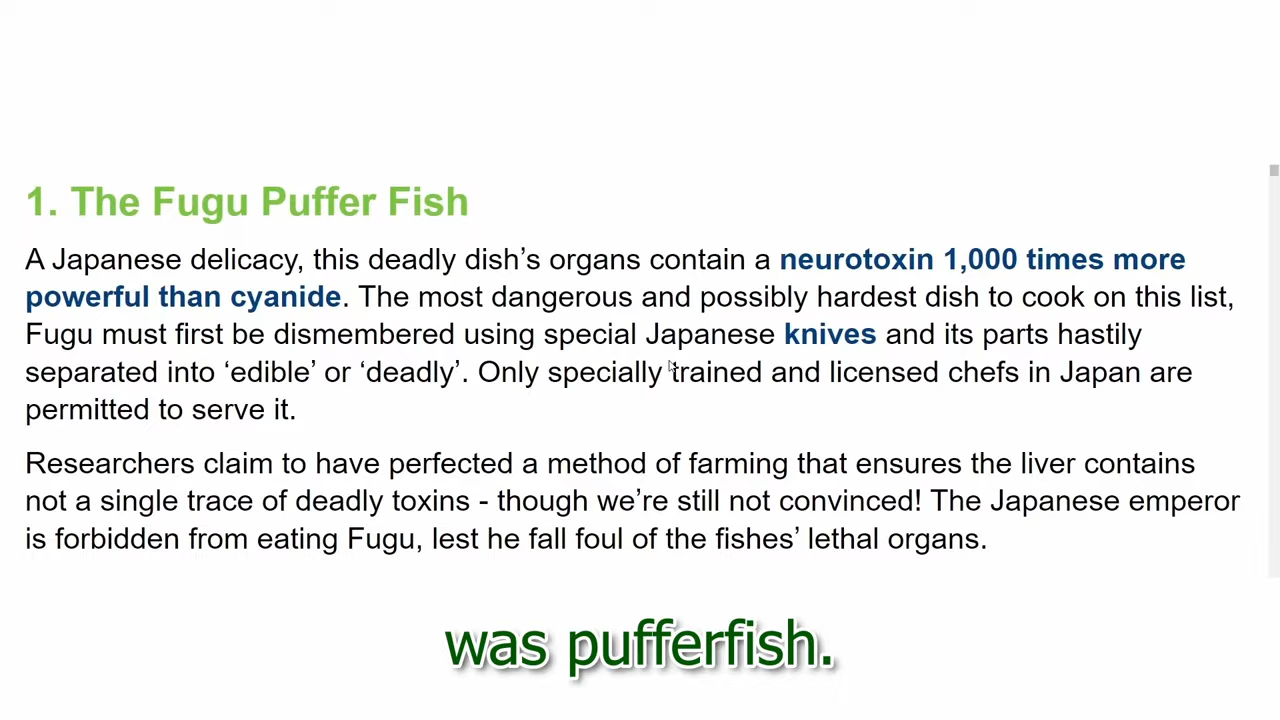 1. The Fugu Puffer Fish
A Japanese delicacy, this deadly dish’s organs contain a neurotoxin 1,000 times more
powerful than cyanide. The most dangerous and possibly hardest dish to cook on this list,
Fugu must first be dismembered using special Japanese knives and its parts hastily
separated into ‘edible’ or ‘deadly’. Only specially trained and licensed chefs in Japan are
permitted to serve it.
Researchers claim to have perfected a method of farming that ensures the liver contains
not a single trace of deadly toxins - though we’re still not convinced! The Japanese emperor
is forbidden from eating Fugu, lest he fall foul of the fishes’ lethal organs.
was pufferfish.